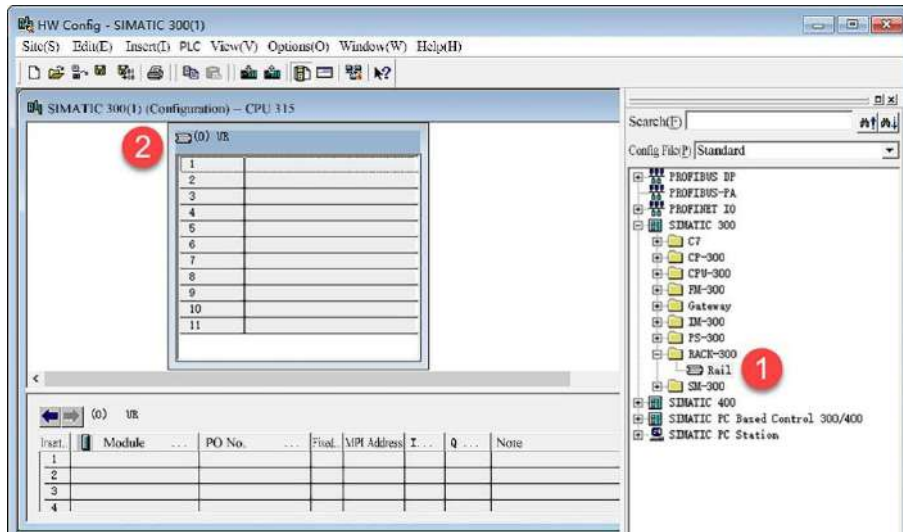 HW Config - SIMATIC 300(1)
Site(S) Edit(E) Insert(I) PLC View(V) Options(O) Window(W) Help(H)
SIMATIC 300(1) (Configuration) -- CPU 315
(0) UR
1
2
3
4
5
6
7
8
9
10
11
Search(F)
Config File(P) Standard
PROFIBUS DP
PROFIBUS-PA
PROFINET IO
SIMATIC 300
C7
CP-300
CPU-300
FM-300
Gateway
IM-300
PS-300
RACK-300
Rail
SM-300
SIMATIC 400
SIMATIC PC Based Control 300/400
SIMATIC PC Station
1
2
(0) UR
Module ... PO No. ... MPI Address I... Q ... Note
1
2
3
4